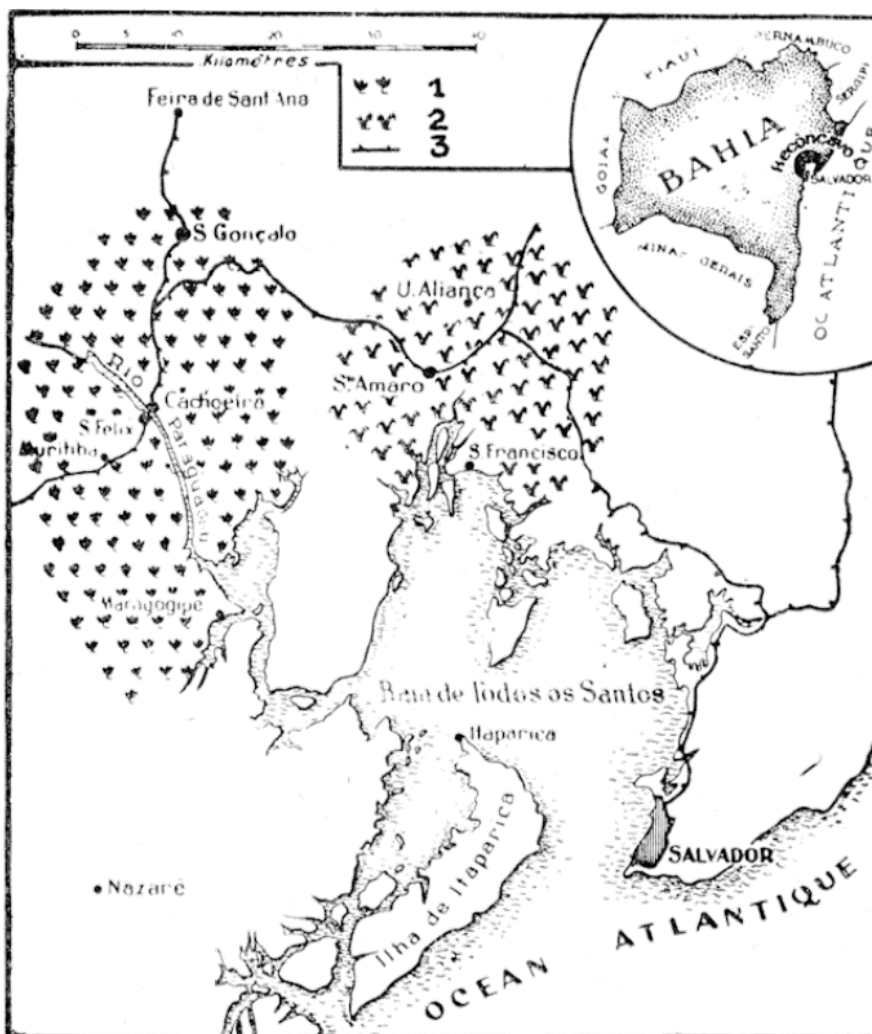 0 10 20 30 40
Kilomètres
1
2
3
Feira de Sant'Ana
S. Gonçalo
U. Aliança
Sº. Amaro
Rio
Paraguaçu
Cachoeira
S. Felix
Muritiba
S. Francisco
Maragogipe
Baia de Todos os Santos
Itaparica
Ilha de Itaparica
Nazaré
SALVADOR
OCEAN ATLANTIQUE
PERNAMBUCO
PIAUI
SERGIPE
GOIAZ
BAHIA
Reconcavo
SALVADOR
MINAS GERAIS
ESP. SANTO
OC ATLANTIQUE